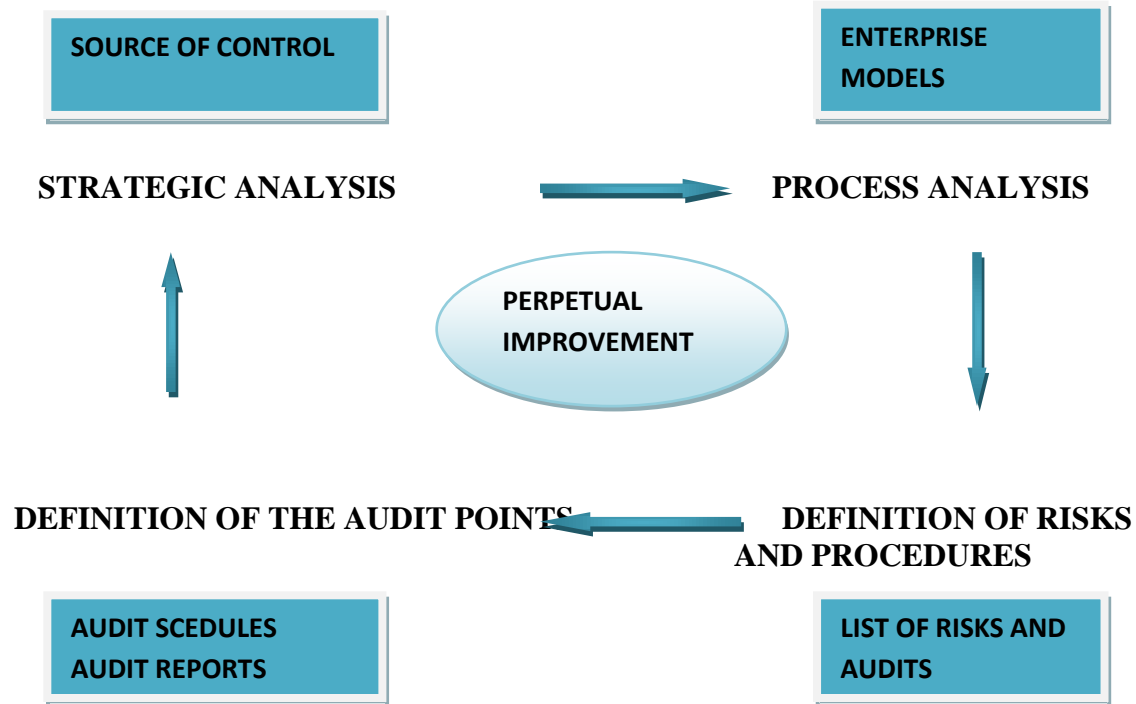 SOURCE OF CONTROL
ENTERPRISE
MODELS
STRATEGIC ANALYSIS
PROCESS ANALYSIS
PERPETUAL
IMPROVEMENT
DEFINITION OF THE AUDIT POINTS
DEFINITION OF RISKS
AND PROCEDURES
AUDIT SCEDULES
AUDIT REPORTS
LIST OF RISKS AND
AUDITS